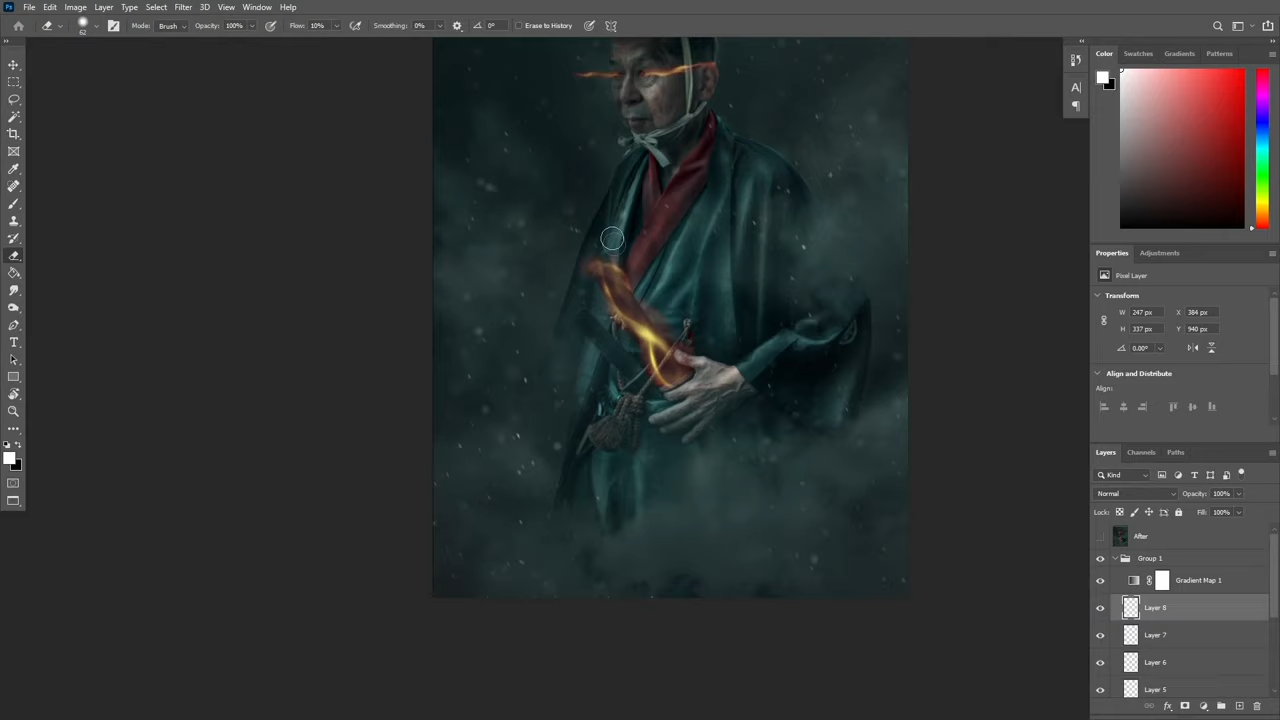 Ps File Edit Image Layer Type Select Filter 3D View Window Help
62 Mode: Brush Opacity: 100% Flow: 10% Smoothing: 0% 0° Erase to History
Color Swatches Gradients Patterns
Properties Adjustments
Pixel Layer
Transform
W 247 px X 384 px
H 337 px Y 940 px
0.00°
Align and Distribute
Align:
Layers Channels Paths
Kind
Normal Opacity: 100%
Lock: Fill: 100%
After
Group 1
Gradient Map 1
Layer 8
Layer 7
Layer 6
Layer 5